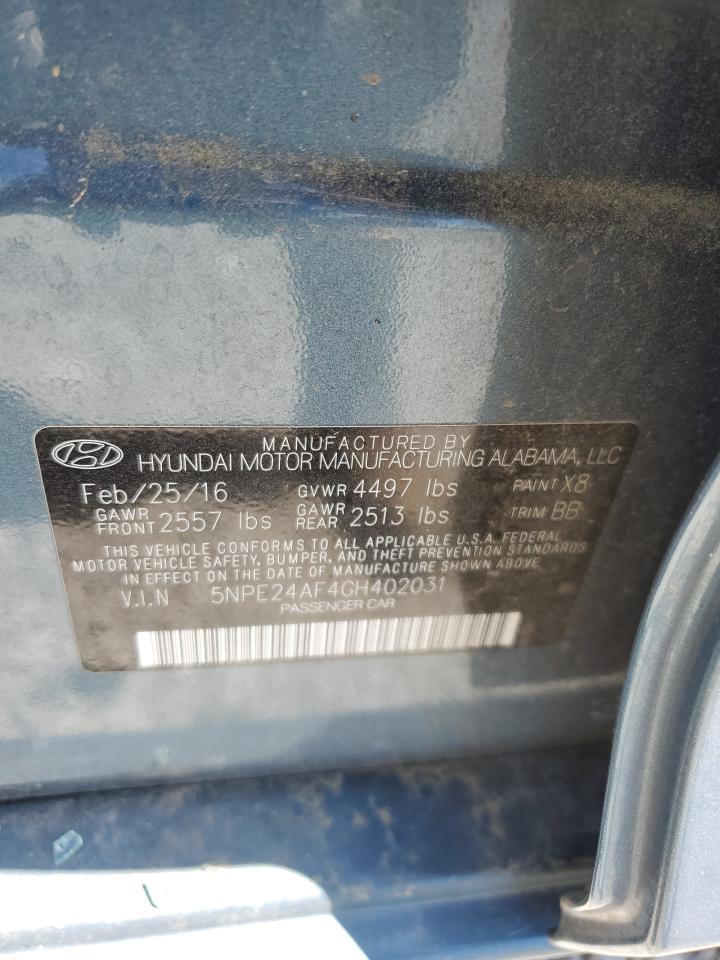 MANUFACTURED BY
HYUNDAI MOTOR MANUFACTURING ALABAMA, LLC
Feb/25/16 GVWR 4497 lbs PAINT X8
GAWR FRONT 2557 lbs GAWR REAR 2513 lbs TRIM BB
THIS VEHICLE CONFORMS TO ALL APPLICABLE U.S.A. FEDERAL
MOTOR VEHICLE SAFETY, BUMPER, AND THEFT PREVENTION STANDARDS
IN EFFECT ON THE DATE OF MANUFACTURE SHOWN ABOVE
V.I.N 5NPE24AF4GH402031
PASSENGER CAR